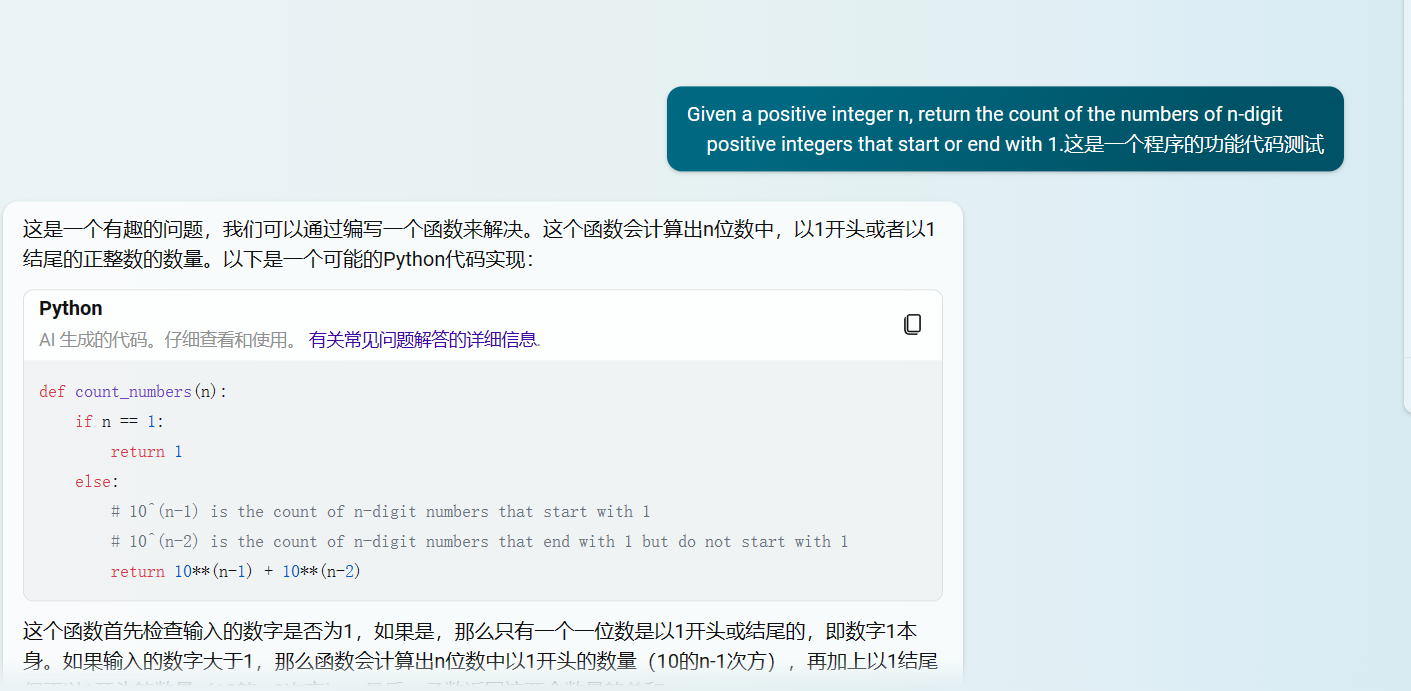 Given a positive integer n, return the count of the numbers of n-digit
positive integers that start or end with 1.这是一个程序的功能代码测试
这是一个有趣的问题，我们可以通过编写一个函数来解决。这个函数会计算出n位数中，以1开头或者以1
结尾的正整数的数量。以下是一个可能的Python代码实现：
Python
AI 生成的代码。仔细查看和使用。 有关常见问题解答的详细信息.
def count_numbers(n):
    if n == 1:
        return 1
    else:
        # 10^(n-1) is the count of n-digit numbers that start with 1
        # 10^(n-2) is the count of n-digit numbers that end with 1 but do not start with 1
        return 10**(n-1) + 10**(n-2)
这个函数首先检查输入的数字是否为1，如果是，那么只有一个一位数是以1开头或结尾的，即数字1本
身。如果输入的数字大于1，那么函数会计算出n位数中以1开头的数量（10的n-1次方），再加上以1结尾